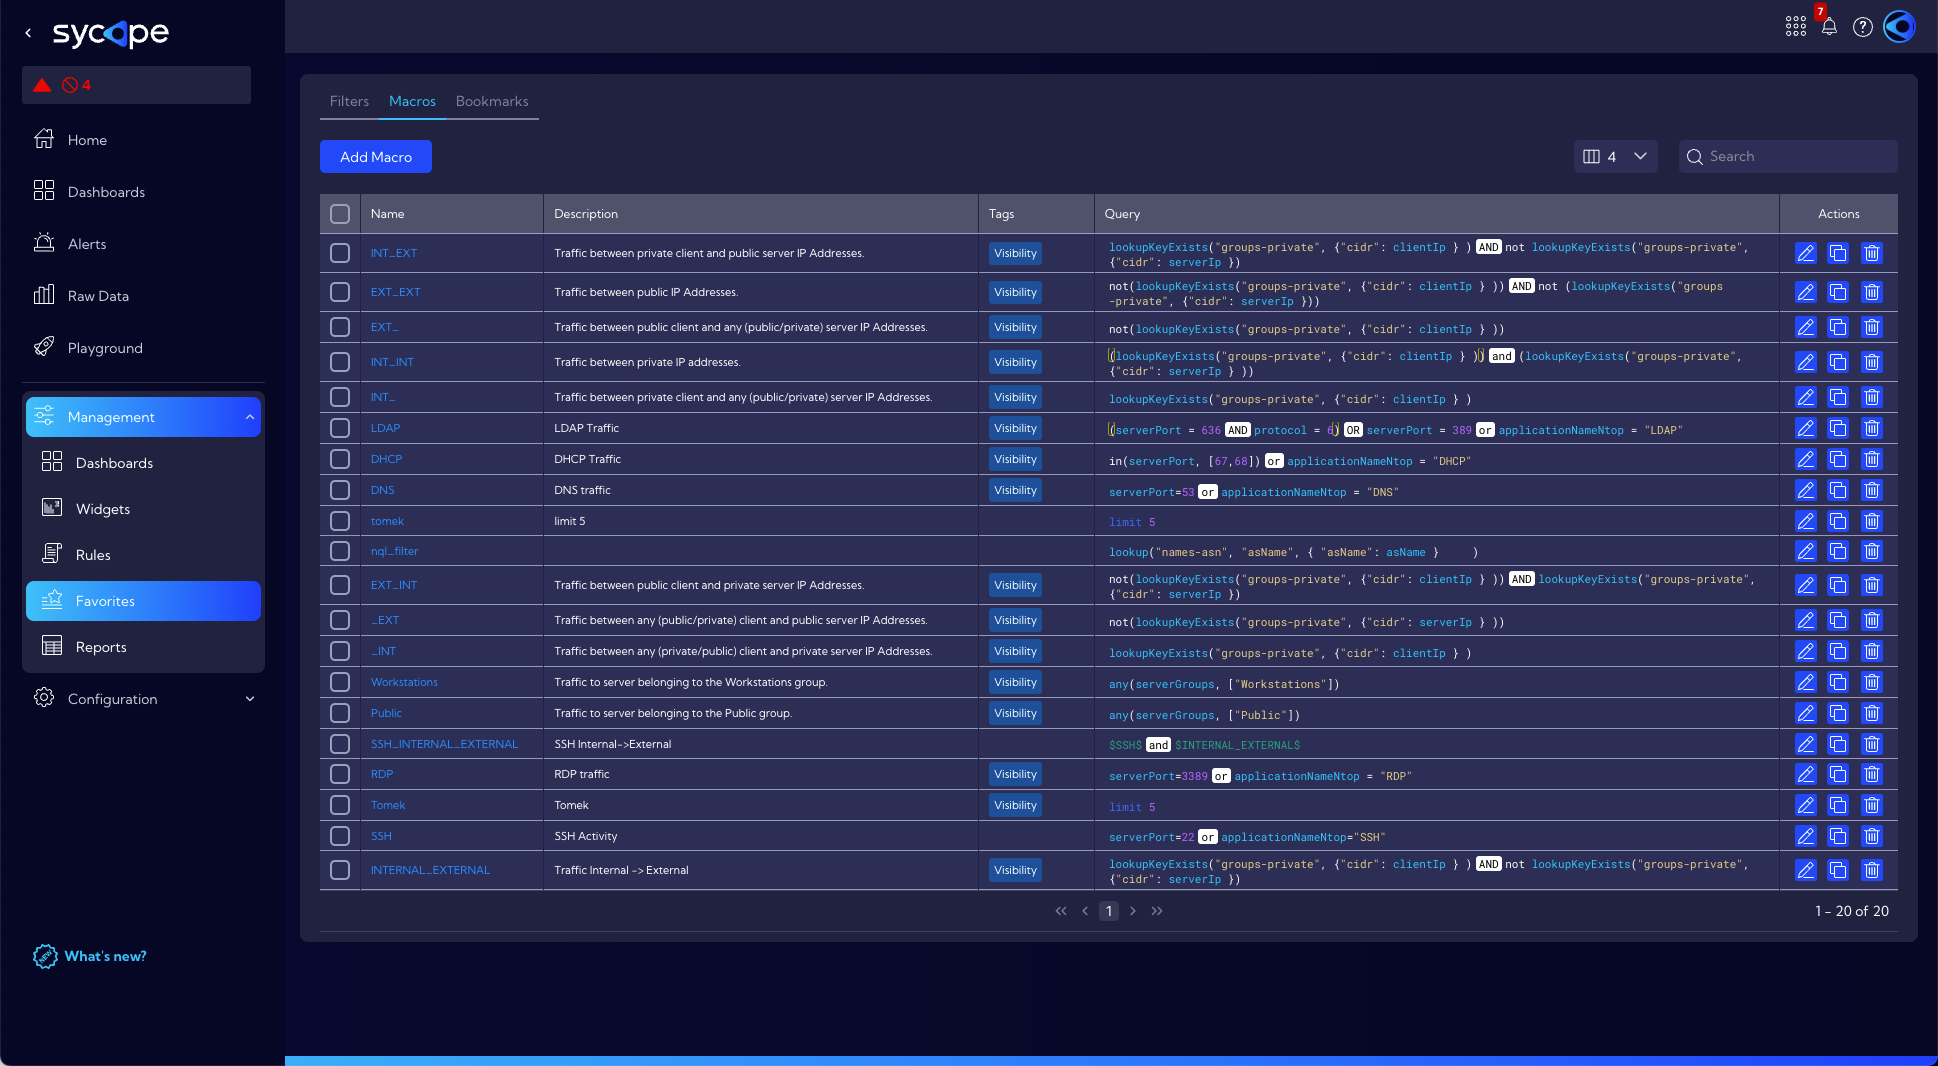 sycope
7
4
Home
Dashboards
Alerts
Raw Data
Playground
Management
Dashboards
Widgets
Rules
Favorites
Reports
Configuration
What's new?
Filters Macros Bookmarks
Add Macro
4
Search
Name Description Tags Query Actions
INT_EXT Traffic between private client and public server IP Addresses. Visibility lookupKeyExists("groups-private", {"cidr": clientIp } ) AND not lookupKeyExists("groups-private",
{"cidr": serverIp })
EXT_EXT Traffic between public IP Addresses. Visibility not(lookupKeyExists("groups-private", {"cidr": clientIp } )) AND not (lookupKeyExists("groups
-private", {"cidr": serverIp }))
EXT_ Traffic between public client and any (public/private) server IP Addresses. Visibility not(lookupKeyExists("groups-private", {"cidr": clientIp } ))
INT_INT Traffic between private IP addresses. Visibility (lookupKeyExists("groups-private", {"cidr": clientIp } )) and (lookupKeyExists("groups-private",
{"cidr": serverIp } ))
INT_ Traffic between private client and any (public/private) server IP Addresses. Visibility lookupKeyExists("groups-private", {"cidr": clientIp } )
LDAP LDAP Traffic Visibility (serverPort = 636 AND protocol = 6) OR serverPort = 389 or applicationNameNtop = "LDAP"
DHCP DHCP Traffic Visibility in(serverPort, [67,68]) or applicationNameNtop = "DHCP"
DNS DNS traffic Visibility serverPort=53 or applicationNameNtop = "DNS"
tomek limit 5 limit 5
nql_filter lookup("names-asn", "asName", { "asName": asName } )
EXT_INT Traffic between public client and private server IP Addresses. Visibility not(lookupKeyExists("groups-private", {"cidr": clientIp } )) AND lookupKeyExists("groups-private",
{"cidr": serverIp })
_EXT Traffic between any (public/private) client and public server IP Addresses. Visibility not(lookupKeyExists("groups-private", {"cidr": serverIp } ))
_INT Traffic between any (private/public) client and private server IP Addresses. Visibility lookupKeyExists("groups-private", {"cidr": clientIp } )
Workstations Traffic to server belonging to the Workstations group. Visibility any(serverGroups, ["Workstations"])
Public Traffic to server belonging to the Public group. Visibility any(serverGroups, ["Public"])
SSH_INTERNAL_EXTERNAL SSH Internal->External $SSH$ and $INTERNAL_EXTERNAL$
RDP RDP traffic Visibility serverPort=3389 or applicationNameNtop = "RDP"
Tomek Tomek Visibility limit 5
SSH SSH Activity serverPort=22 or applicationNameNtop="SSH"
INTERNAL_EXTERNAL Traffic Internal -> External Visibility lookupKeyExists("groups-private", {"cidr": clientIp } ) AND not lookupKeyExists("groups-private",
{"cidr": serverIp })
1
1 - 20 of 20